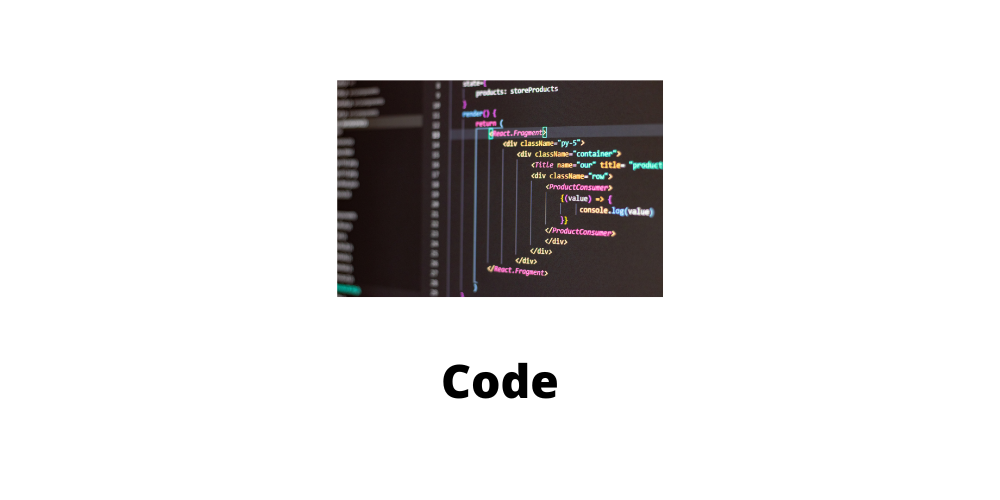 state={
products: storeProducts
}
render() {
return (
<React.Fragment>
<div className="py-5">
<div className="container">
<Title name="our" title= "product
<div className="row">
<ProductConsumer>
{(value) => {
console.log(value)
}}
</ProductConsumer>
</div>
</div>
</div>
</React.Fragment>
)
}
Code